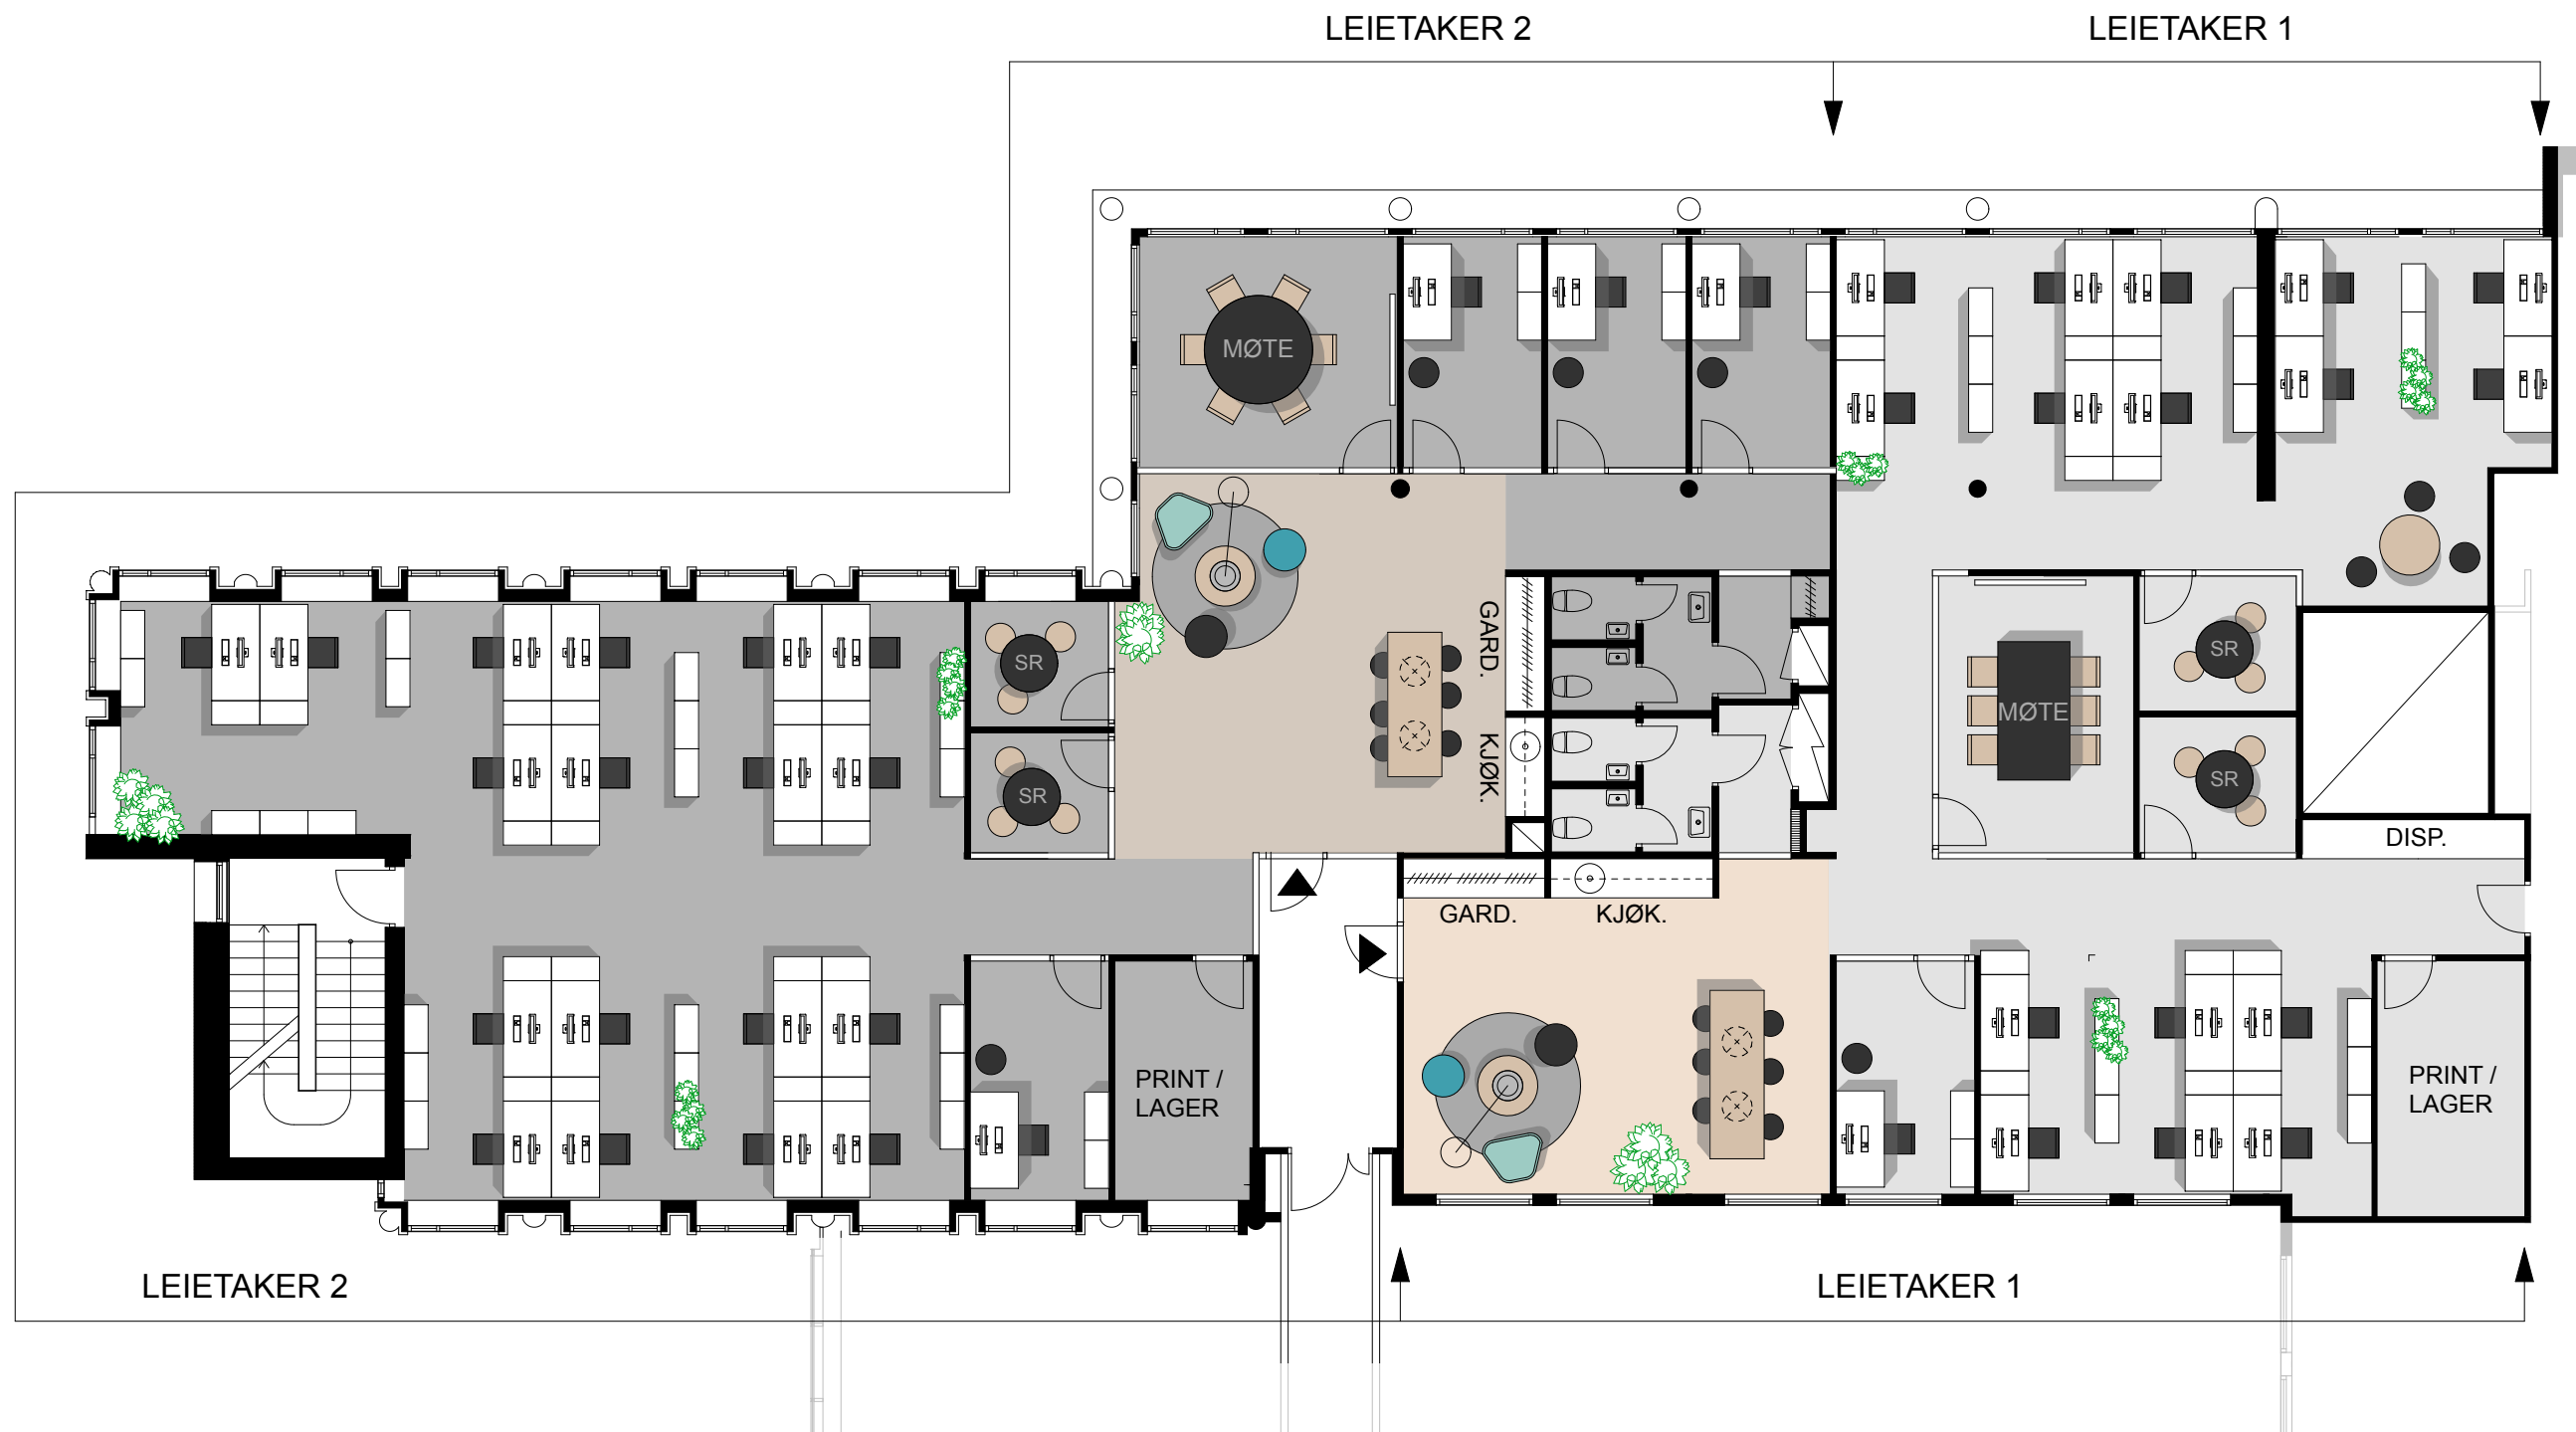 LEIETAKER 2
LEIETAKER 1
MØTE
GARD.
KJØK.
SR
SR
MØTE
SR
SR
DISP.
GARD.
KJØK.
PRINT /
LAGER
PRINT /
LAGER
LEIETAKER 2
LEIETAKER 1